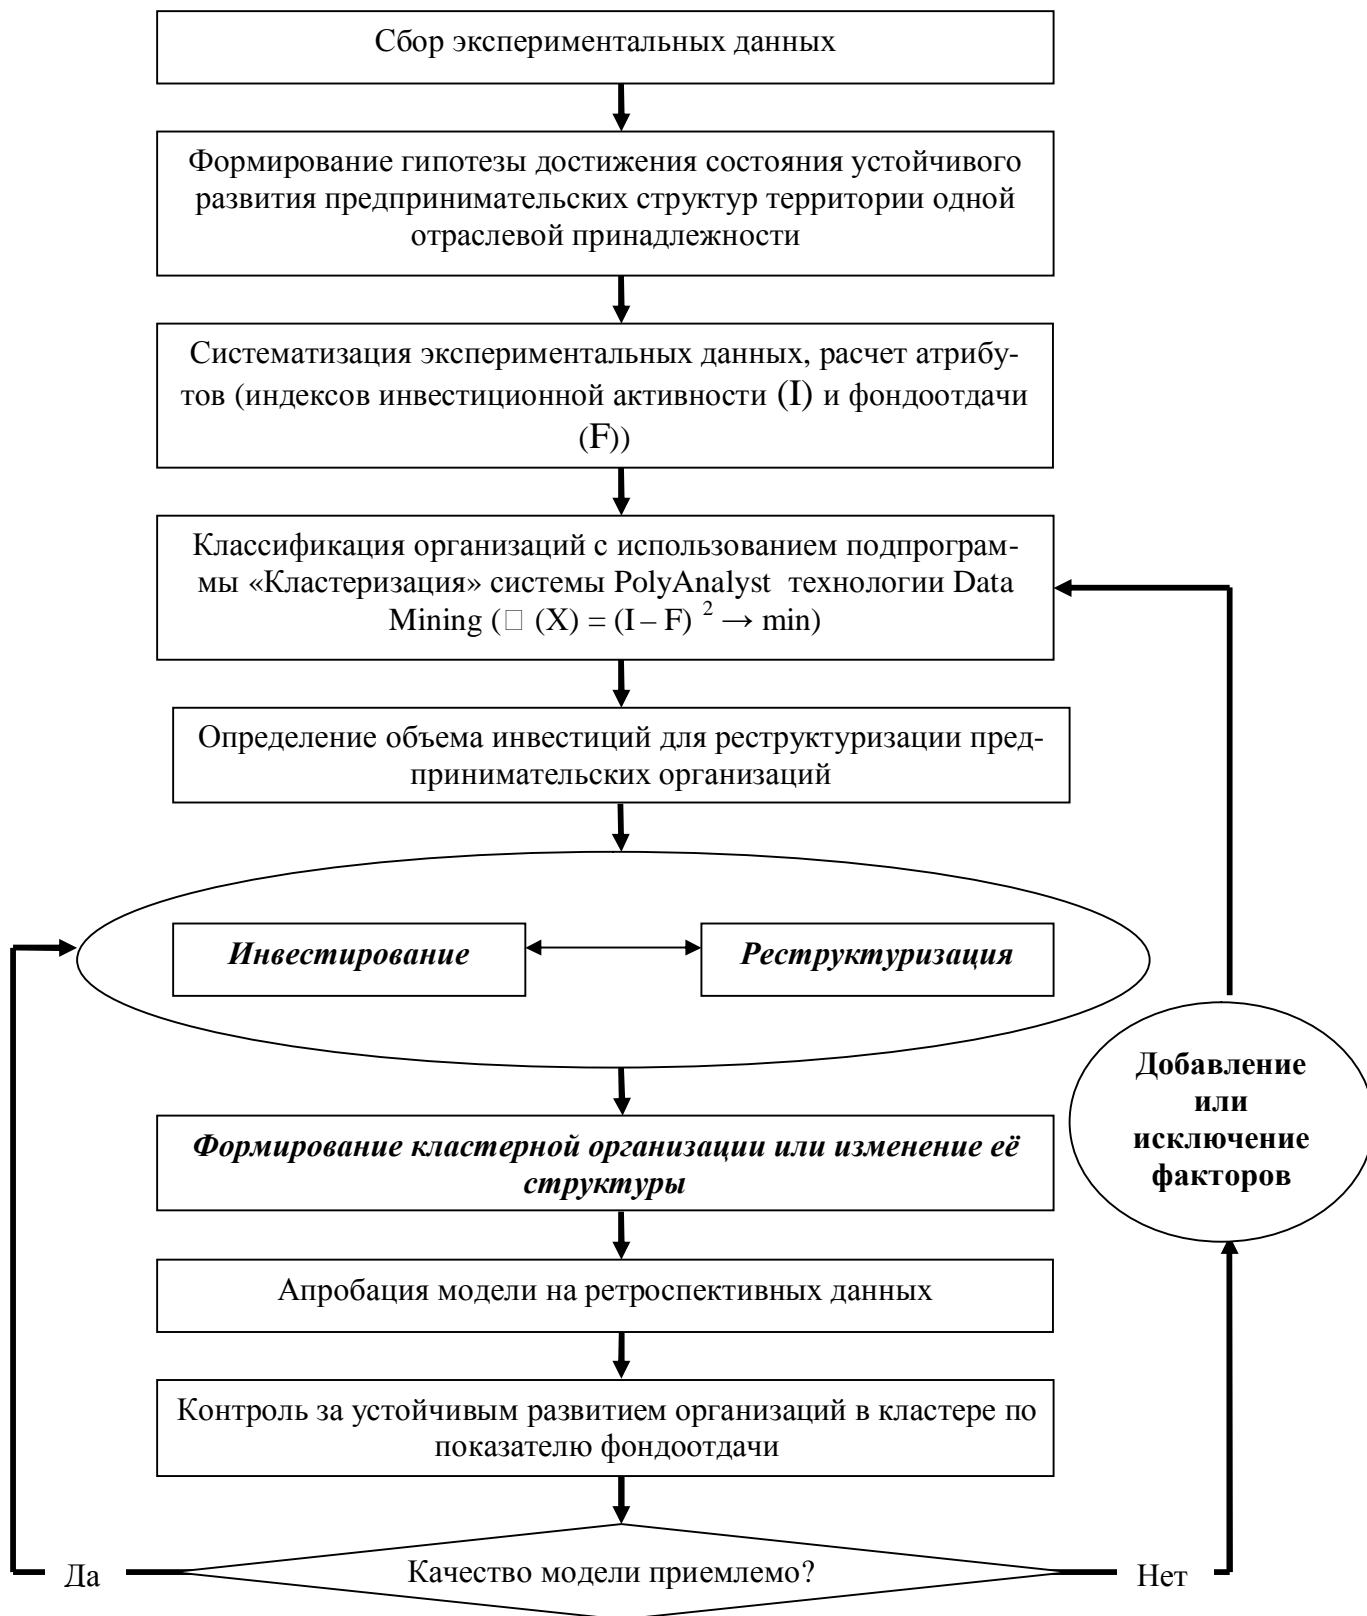 Сбор экспериментальных данных
Формирование гипотезы достижения состояния устойчивого
развития предпринимательских структур территории одной
отраслевой принадлежности
Систематизация экспериментальных данных, расчет атрибу-
тов (индексов инвестиционной активности (I) и фондоотдачи
(F))
Классификация организаций с использованием подпрограм-
мы «Кластеризация» системы PolyAnalyst технологии Data
Mining (□ (X) = (I – F) ² → min)
Определение объема инвестиций для реструктуризации пред-
принимательских организаций
Инвестирование
Реструктуризация
Добавление
или
исключение
факторов
Формирование кластерной организации или изменение её
структуры
Апробация модели на ретроспективных данных
Контроль за устойчивым развитием организаций в кластере по
показателю фондоотдачи
Да
Качество модели приемлемо?
Нет